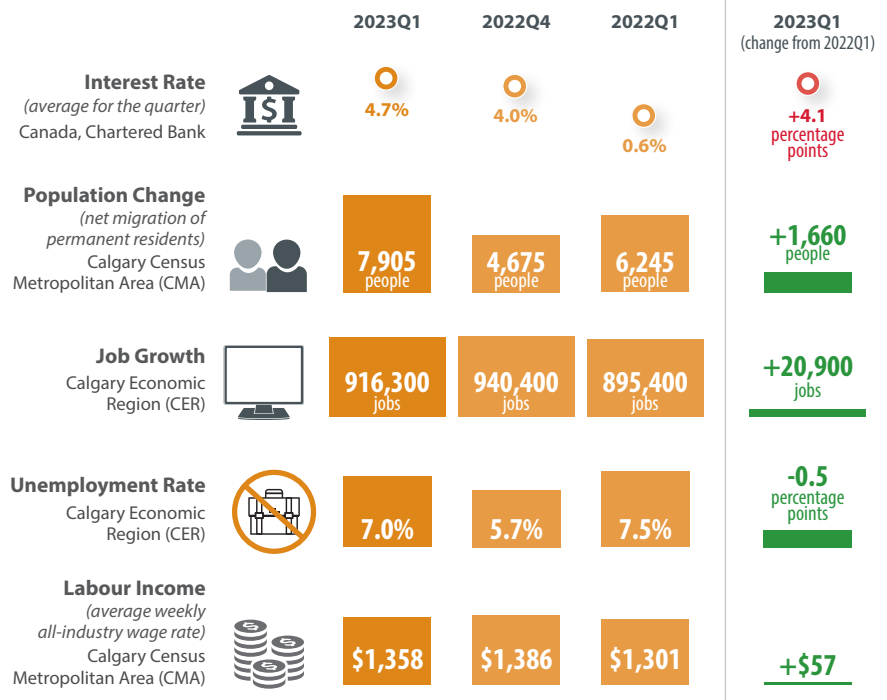 2023Q1 2022Q4 2022Q1 2023Q1
(change from 2022Q1)
Interest Rate
(average for the quarter)
Canada, Chartered Bank
$
4.7%
4.0%
0.6%
+4.1
percentage
points
Population Change
(net migration of
permanent residents)
Calgary Census
Metropolitan Area (CMA)
7,905
people
4,675
people
6,245
people
+1,660
people
Job Growth
Calgary Economic
Region (CER)
916,300
jobs
940,400
jobs
895,400
jobs
+20,900
jobs
Unemployment Rate
Calgary Economic
Region (CER)
7.0%
5.7%
7.5%
-0.5
percentage
points
Labour Income
(average weekly
all-industry wage rate)
Calgary Census
Metropolitan Area (CMA)
$
$
$
$1,358
$1,386
$1,301
+$57